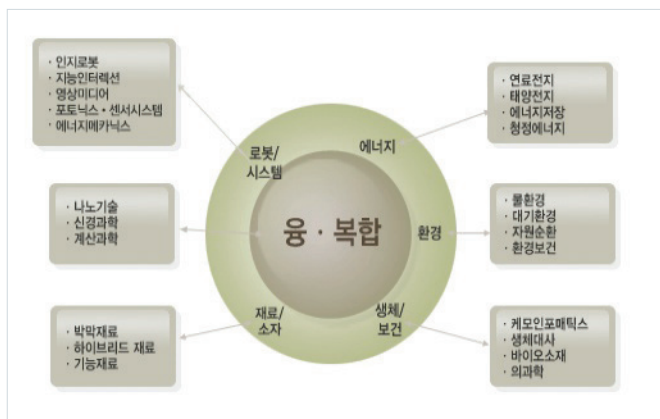 · 인지로봇
· 지능인터렉션
· 영상미디어
· 포토닉스 · 센서시스템
· 에너지메카닉스
· 연료전지
· 태양전지
· 에너지저장
· 청정에너지
로봇/
시스템
에너지
· 나노기술
· 신경과학
· 계산과학
융 · 복합
환경
· 물환경
· 대기환경
· 자원순환
· 환경보건
재료/
소자
생체/
보건
· 박막재료
· 하이브리드 재료
· 기능재료
· 케모인포매틱스
· 생체대사
· 바이오소재
· 의과학